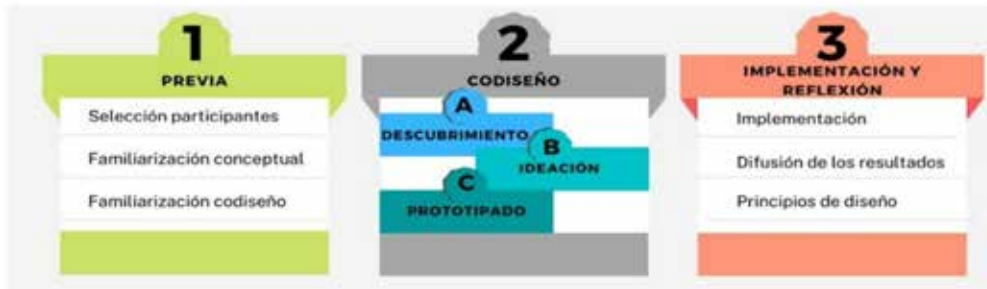 1
PREVIA
Selección participantes
Familiarización conceptual
Familiarización codiseño
2
CODISEÑO
A
DESCUBRIMIENTO
B
IDEACIÓN
C
PROTOTIPADO
3
IMPLEMENTACIÓN Y
REFLEXIÓN
Implementación
Difusión de los resultados
Principios de diseño